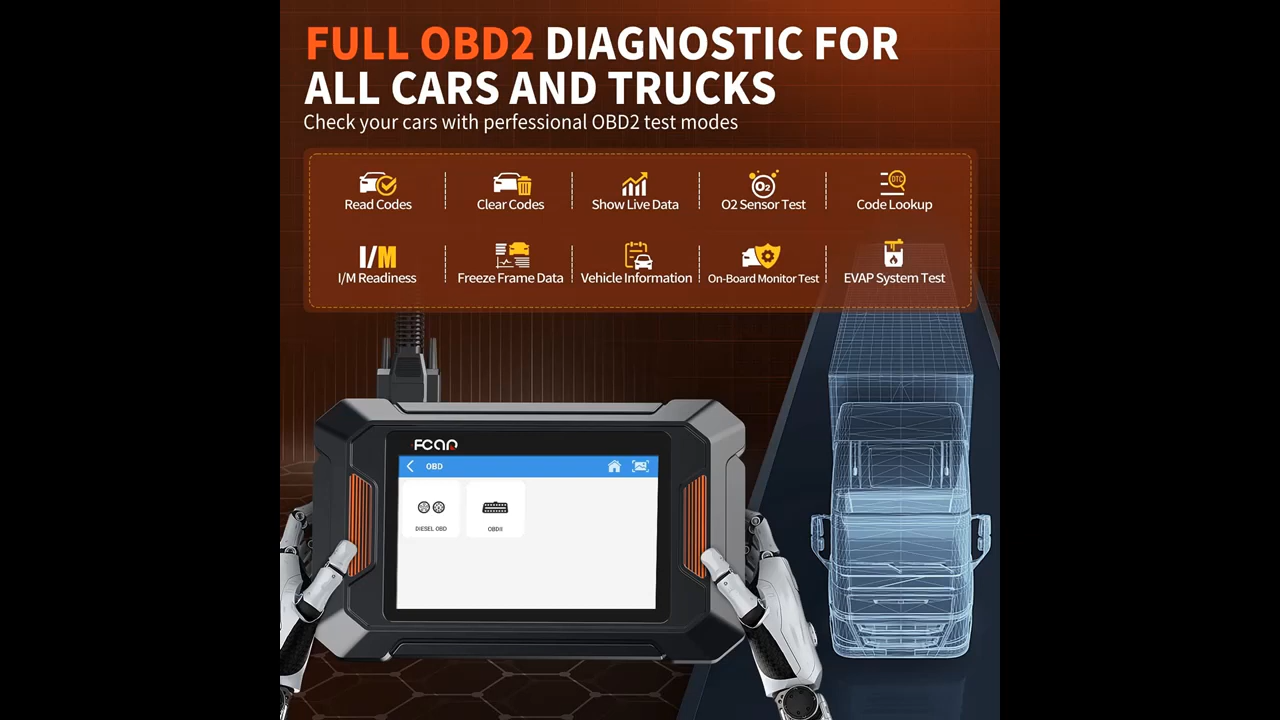 FULL OBD2 DIAGNOSTIC FOR
ALL CARS AND TRUCKS
Check your cars with perfessional OBD2 test modes
Read Codes
Clear Codes
Show Live Data
O2
O2 Sensor Test
DTC
Code Lookup
I/M
I/M Readiness
Freeze Frame Data
Vehicle Information
On-Board Monitor Test
EVAP System Test
FCAR
OBD
DIESEL OBD
OBDII